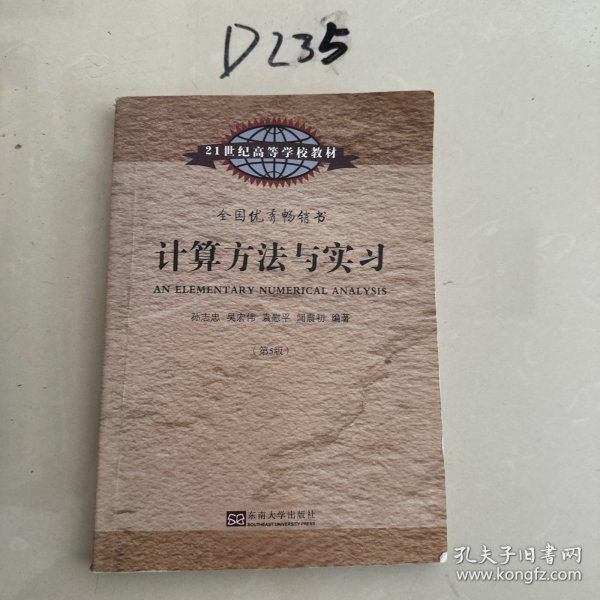 D235
21世纪高等学校教材
全国优秀畅销书
计算方法与实习
AN ELEMENTARY NUMERICAL ANALYSIS
孙志忠 吴宏伟 袁慰平 闻震初 编著
(第5版)
东南大学出版社
SOUTHEAST UNIVERSITY PRESS
孔夫子旧书网
www.kongfz.com